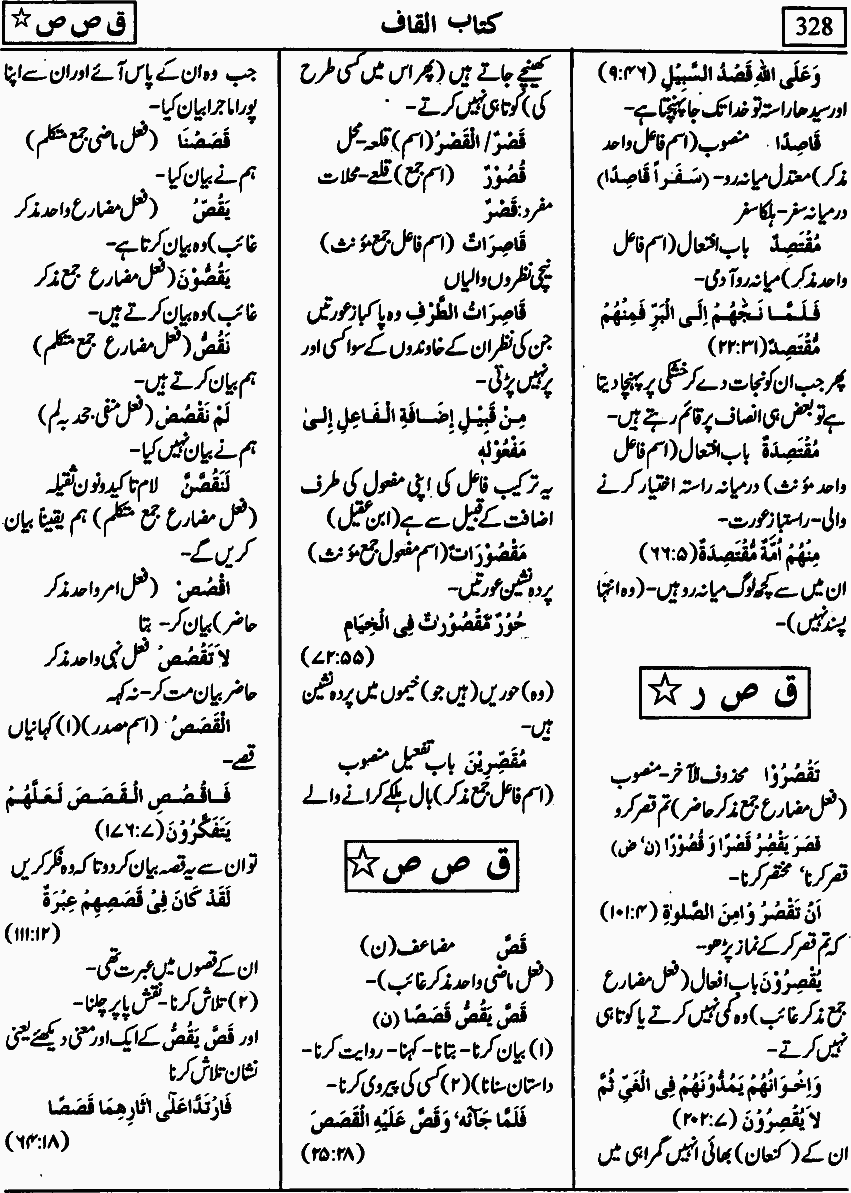 328
کتاب القاف
ق ص ص ☆
وَعَلَى اللهِ قَصْدُ السَّبِيْلِ (۹:۴۶)
اور سیدھا راستہ تو خدا تک جا پہنچتا ہے۔
قَاصِدًا منصوب (اسم فاعل واحد
مذکر) معتدل میانہ رو۔ (سَفَراً قَاصِدًا)
درمیانہ سفر۔ ہلکا سفر
مُقْتَصِدٌ باب افتعال (اسم فاعل
واحد مذکر) میانہ رو آدمی۔
فَلَمَّا نَجّٰهُمْ اِلَى الْبَرِّ فَمِنْهُمْ
مُّقْتَصِدٌ (۲۲:۳۱)
پھر جب ان کو نجات دے کر خشکی پر پہنچا دیتا
ہے تو بعض ہی انصاف پر قائم رہتے ہیں۔
مُقْتَصِدَةٌ باب افتعال (اسم فاعل
واحد مؤنث) درمیانہ راستہ اختیار کرنے
والی۔ راستباز عورت۔
مِنْهُمْ اُمَّةٌ مُّقْتَصِدَةٌ (۶۶:۵)
ان میں سے کچھ لوگ میانہ رو ہیں۔ (وہ انتہا
پسند نہیں)۔
ق ص ر ☆
تَقْصُرُوْا محذوف الآخر۔ منصوب
(فعل مضارع جمع مذکر حاضر) تم قصر کرو
قَصَرَ يَقْصُرُ قَصْرًا وَ قُصُوْرًا (ن، ض)
قصر کرنا، مختصر کرنا۔
اَنْ تَقْصُرُوْا مِنَ الصَّلٰوةِ (۱۰۱:۴)
کہ تم قصر کر کے نماز پڑھو۔
يُقْصِرُوْنَ باب افعال (فعل مضارع
جمع مذکر غائب) وہ کمی نہیں کرتے یا کوتاہی
نہیں کرتے۔
وَاِخْوَانُهُمْ يَمُدُّوْنَهُمْ فِى الْغَىِّ ثُمَّ
لَا يُقْصِرُوْنَ (۲۰۲:۷)
ان کے (کنعان) بھائی انہیں گمراہی میں
کھینچے جاتے ہیں (پھر اس میں کسی طرح
کی) کوتاہی نہیں کرتے۔
قَصْرٌ/ الْقَصْرُ (اسم) قلعہ۔ محل
قُصُوْرٌ (اسم جمع) قلعے۔ محلات
مفرد: قَصْرٌ
قَاصِرَاتٌ (اسم فاعل جمع مؤنث)
نیچی نظروں والیاں
قَاصِرَاتُ الطَّرْفِ وہ پاکباز عورتیں
جن کی نظر ان کے خاوندوں کے سوا کسی اور
پر نہیں پڑتی۔
مِنْ قَبِيْلِ اِضَافَةِ الْفَاعِلِ اِلىٰ
مَفْعُوْلِهٖ
یہ ترکیب فاعل کی اپنی مفعول کی طرف
اضافت کے قبیل سے ہے (ابن عقیل)
مَقْصُوْرَاتٌ (اسم مفعول جمع مؤنث)
پردہ نشین عورتیں۔
حُوْرٌ مَّقْصُوْرٰتٌ فِى الْخِيَامِ
(۷۲:۵۵)
(وہ) حوریں (ہیں جو) خیموں میں پردہ نشین
ہیں۔
مُقَصِّرِيْنَ باب تفعیل منصوب
(اسم فاعل جمع مذکر) بال ہلکے کرانے والے
ق ص ص ☆
قَصَّ مضاعف (ن)
(فعل ماضی واحد مذکر غائب)۔
قَصَّ يَقُصُّ قَصَصًا (ن)
(۱) بیان کرنا۔ بتانا۔ کہنا۔ روایت کرنا۔
داستان سنانا) (۲) کسی کی پیروی کرنا۔
فَلَمَّا جَآئَهٗ، وَقَصَّ عَلَيْهِ الْقَصَصَ
(۲۵:۲۸)
جب وہ ان کے پاس آئے اور ان سے اپنا
پورا ماجرا بیان کیا۔
قَصَصْنَا (فعل ماضی جمع متکلم)
ہم نے بیان کیا۔
يَقُصُّ (فعل مضارع واحد مذکر
غائب) وہ بیان کرتا ہے۔
يَقُصُّوْنَ (فعل مضارع جمع مذکر
غائب) وہ بیان کرتے ہیں۔
نَقُصُّ (فعل مضارع جمع متکلم)
ہم بیان کرتے ہیں۔
لَمْ نَقْصُصْ (فعل منفی جحد بہ لم)
ہم نے بیان نہیں کیا۔
لَنَقُصَّنَّ لام تاکید و نون ثقیلہ
(فعل مضارع جمع متکلم) ہم یقیناً بیان
کریں گے۔
اقْصُصْ (فعل امر واحد مذکر
حاضر) بیان کر۔ بتا
لَا تَقْصُصْ فعل نہی واحد مذکر
حاضر بیان مت کر۔ نہ کہہ
الْقَصَصُ (اسم مصدر) (۱) کہانیاں
قصے۔
فَاقْصُصِ الْقَصَصَ لَعَلَّهُمْ
يَتَفَكَّرُوْنَ (۱۷۶:۷)
تو ان سے یہ قصہ بیان کر دو تاکہ وہ فکر کریں
لَقَدْ كَانَ فِىْ قَصَصِهِمْ عِبْرَةٌ
(۱۱۱:۱۲)
ان کے قصوں میں عبرت تھی۔
(۲) تلاش کرنا۔ نقش پا پر چلنا۔
اور قَصَّ يَقُصُّ کے ایک اور معنی دیکھئے یعنی
نشان تلاش کرنا
فَارْتَدَّا عَلٰٓى اٰثَارِهِمَا قَصَصًا
(۶۴:۱۸)